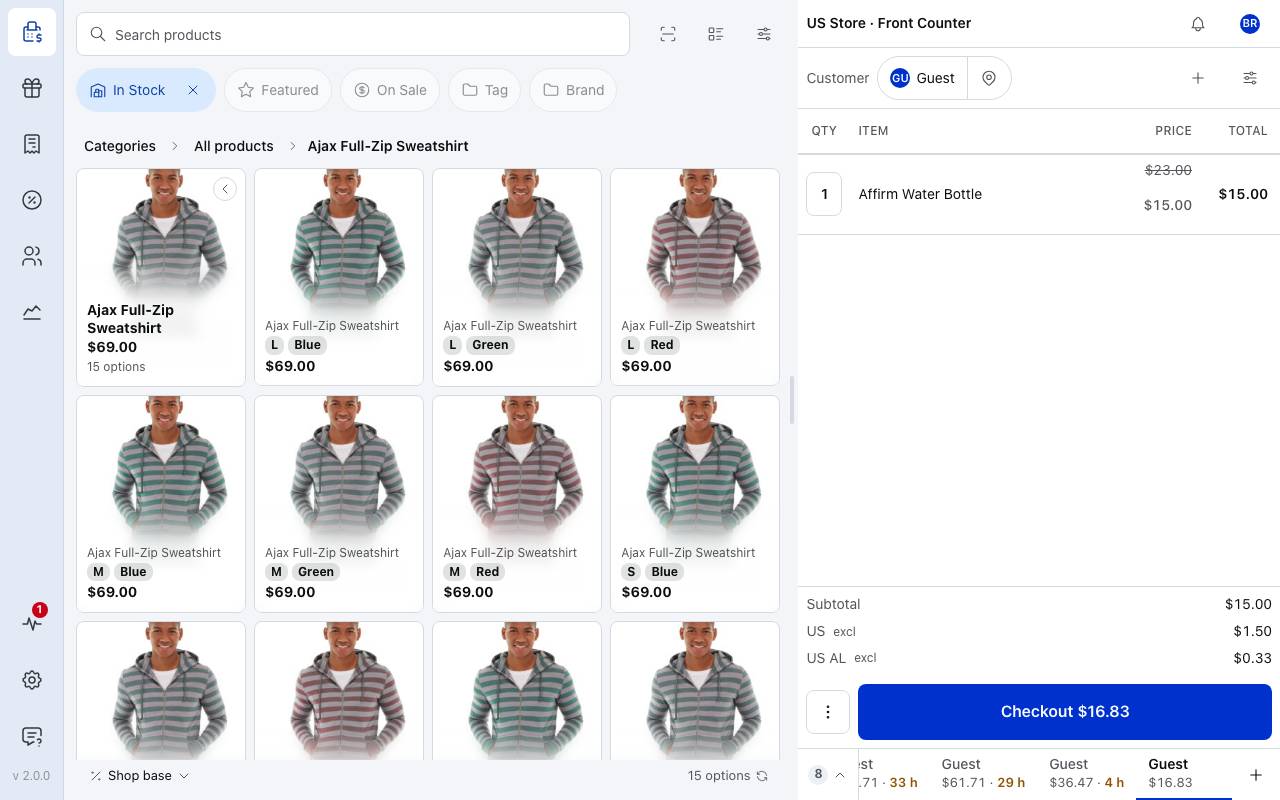 Search products
In Stock
Featured
On Sale
Tag
Brand
Categories
All products
Ajax Full-Zip Sweatshirt
Ajax Full-Zip
Sweatshirt
$69.00
15 options
Ajax Full-Zip Sweatshirt
L Blue
$69.00
Ajax Full-Zip Sweatshirt
L Green
$69.00
Ajax Full-Zip Sweatshirt
L Red
$69.00
Ajax Full-Zip Sweatshirt
M Blue
$69.00
Ajax Full-Zip Sweatshirt
M Green
$69.00
Ajax Full-Zip Sweatshirt
M Red
$69.00
Ajax Full-Zip Sweatshirt
S Blue
$69.00
Shop base
15 options
1
v 2.0.0
US Store · Front Counter
BR
Customer
GU Guest
QTY ITEM PRICE TOTAL
$23.00
1 Affirm Water Bottle $15.00
$15.00
Subtotal $15.00
US excl $1.50
US AL excl $0.33
Checkout $16.83
8
est
.71 · 33 h
Guest
$61.71 · 29 h
Guest
$36.47 · 4 h
Guest
$16.83